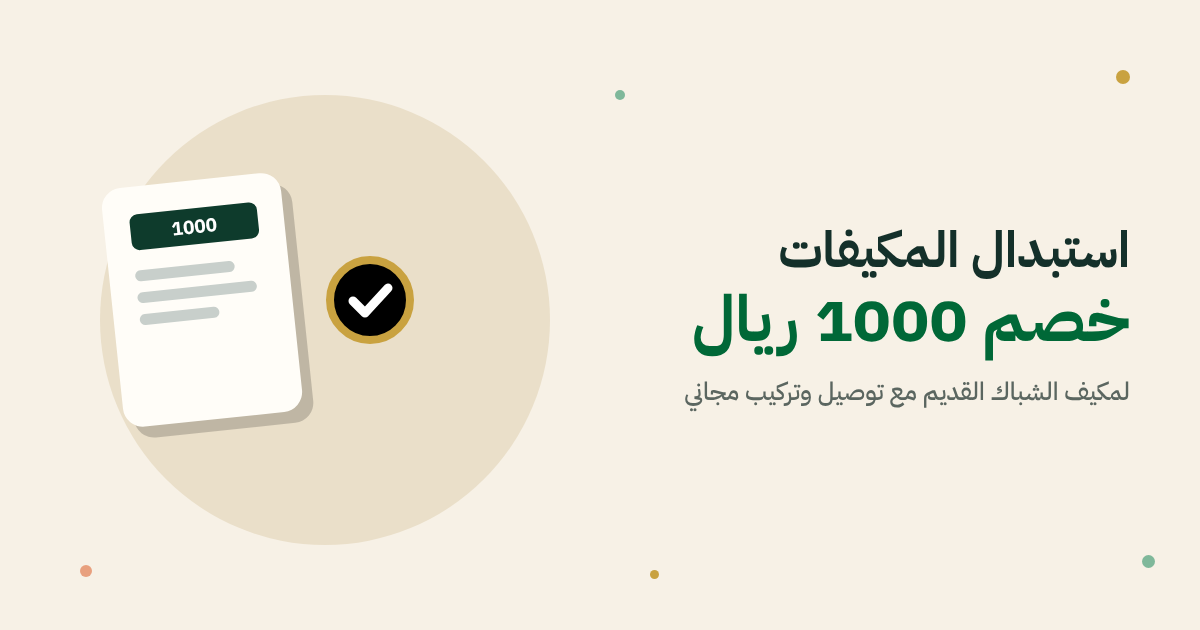 استبدال المكيفات
خصم 1000 ريال
لمكيف الشباك القديم مع توصيل وتركيب مجاني
1000